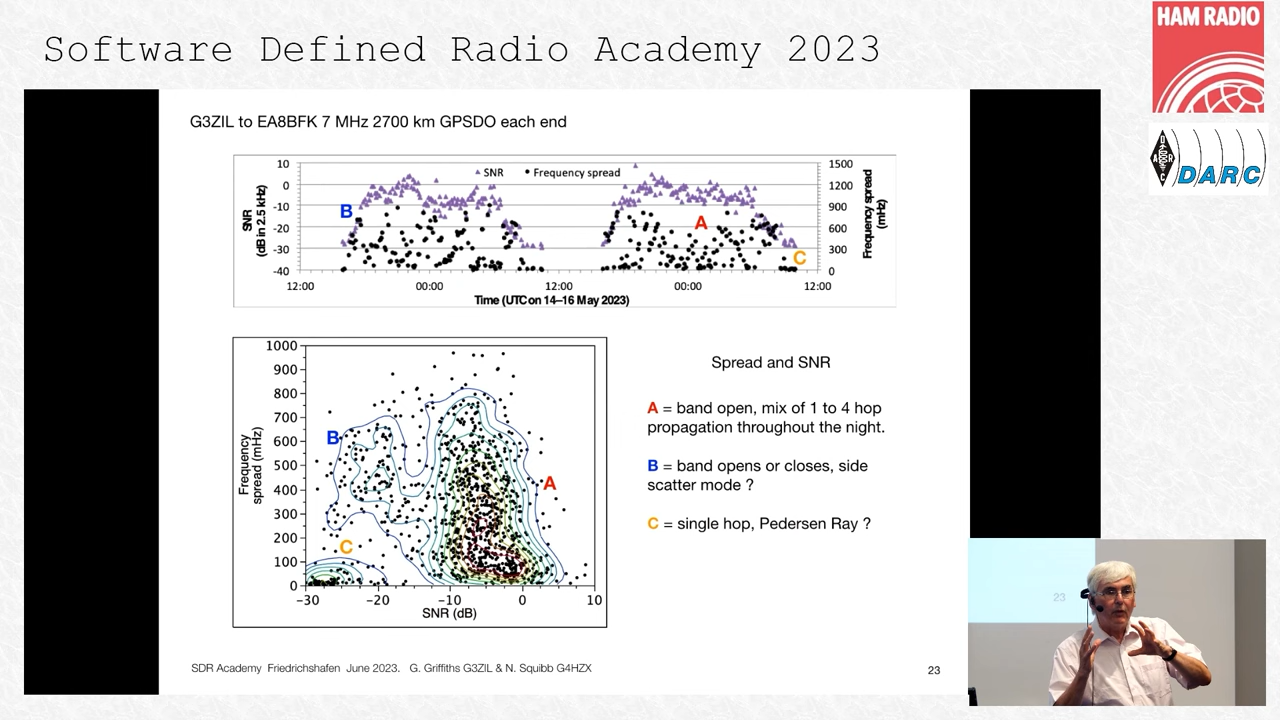 Software Defined Radio Academy 2023
HAM RADIO
DARC
G3ZIL to EA8BFK 7 MHz 2700 km GPSDO each end
SNR
(dB in 2.5 kHz)
10
0
-10
-20
-30
-40
SNR
Frequency spread
1500
1200
900
600
300
0
Frequency spread
(mHz)
B
A
C
12:00
00:00
12:00
00:00
12:00
Time (UTC on 14–16 May 2023)
Frequency
spread (mHz)
1000
900
800
700
600
500
400
300
200
100
0
B
A
C
-30
-20
-10
0
10
SNR (dB)
Spread and SNR
A = band open, mix of 1 to 4 hop
propagation throughout the night.
B = band opens or closes, side
scatter mode ?
C = single hop, Pedersen Ray ?
SDR Academy Friedrichshafen June 2023. G. Griffiths G3ZIL & N. Squibb G4HZX
23
23